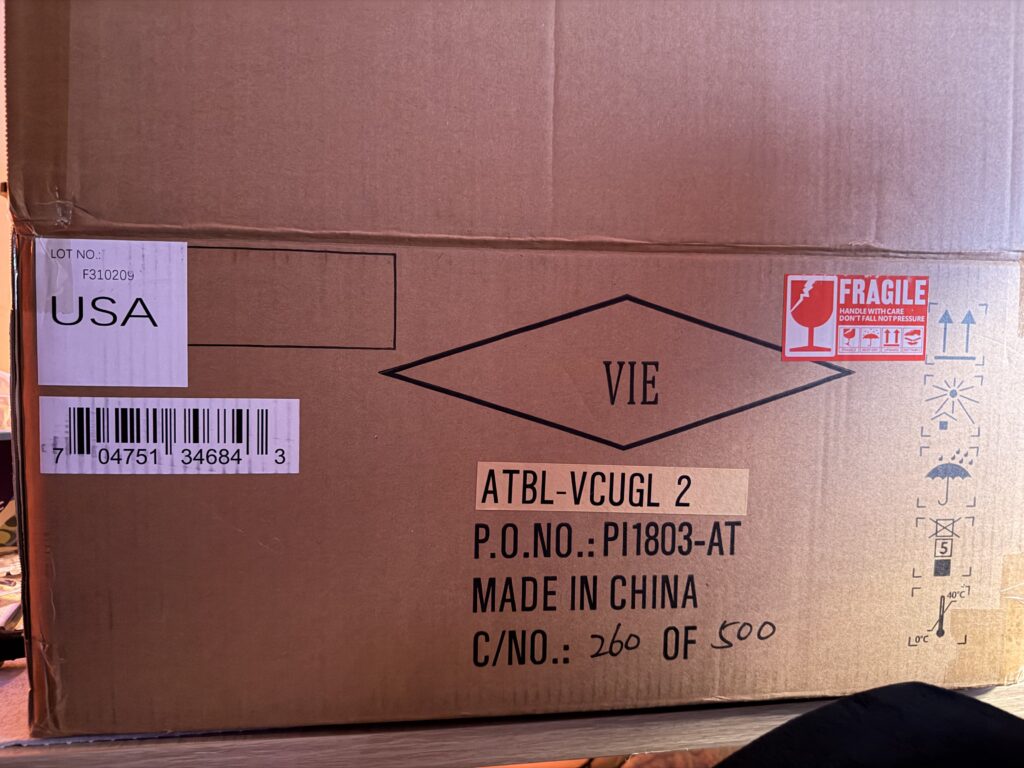 LOT NO.:
F310209
USA
7 04751 34684 3
VIE
FRAGILE
HANDLE WITH CARE
DON'T FALL NOT PRESSURE
ATBL-VCUGL 2
P.O.NO.: PI1803-AT
MADE IN CHINA
C/NO.: 260 OF 500
5
40°C
0°C